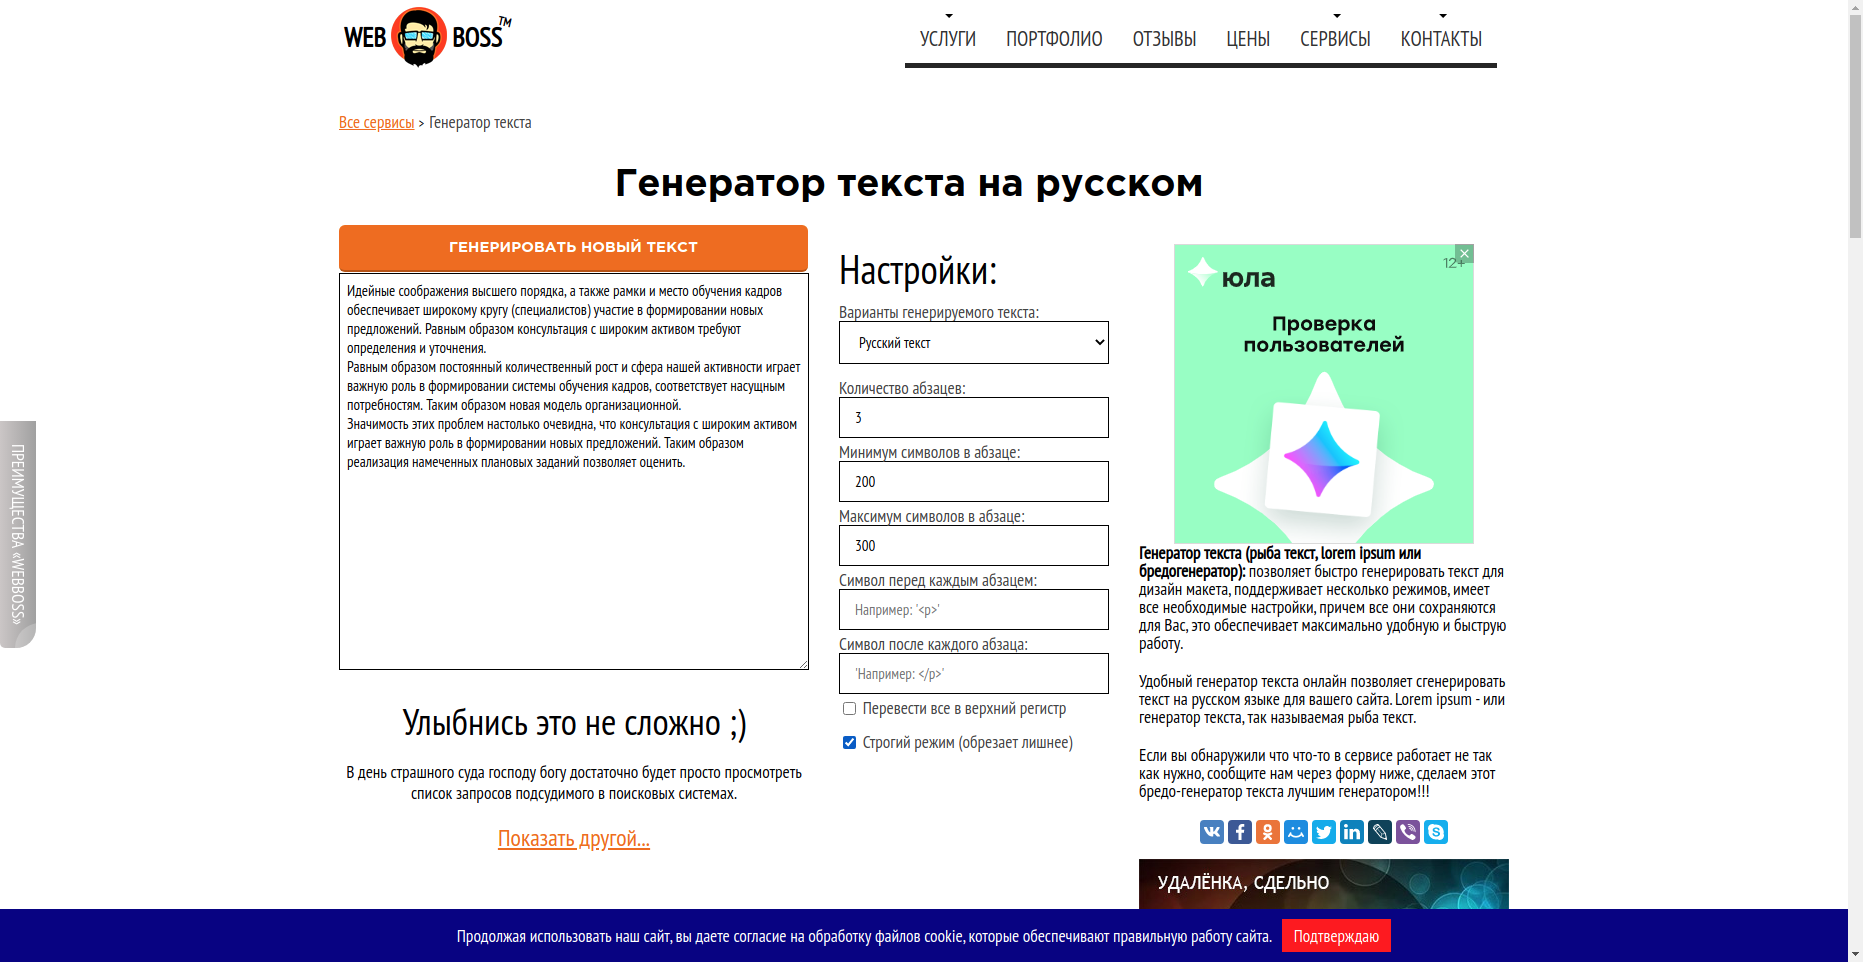 WEB BOSS™
УСЛУГИ ПОРТФОЛИО ОТЗЫВЫ ЦЕНЫ СЕРВИСЫ КОНТАКТЫ
Все сервисы > Генератор текста
Генератор текста на русском
ГЕНЕРИРОВАТЬ НОВЫЙ ТЕКСТ
Идейные соображения высшего порядка, а также рамки и место обучения кадров
обеспечивает широкому кругу (специалистов) участие в формировании новых
предложений. Равным образом консультация с широким активом требуют
определения и уточнения.
Равным образом постоянный количественный рост и сфера нашей активности играет
важную роль в формировании системы обучения кадров, соответствует насущным
потребностям. Таким образом новая модель организационной.
Значимость этих проблем настолько очевидна, что консультация с широким активом
играет важную роль в формировании новых предложений. Таким образом
реализация намеченных плановых заданий позволяет оценить.
Улыбнись это не сложно ;)
В день страшного суда господу богу достаточно будет просто просмотреть
список запросов подсудимого в поисковых системах.
Показать другой...
Настройки:
Варианты генерируемого текста:
Русский текст
Количество абзацев:
3
Минимум символов в абзаце:
200
Максимум символов в абзаце:
300
Символ перед каждым абзацем:
Например: '<p>'
Символ после каждого абзаца:
'Например: </p>'
Перевести все в верхний регистр
Строгий режим (обрезает лишнее)
юла
12+
Проверка
пользователей
Генератор текста (рыба текст, lorem ipsum или
бредогенератор): позволяет быстро генерировать текст для
дизайн макета, поддерживает несколько режимов, имеет
все необходимые настройки, причем все они сохраняются
для Вас, это обеспечивает максимально удобную и быструю
работу.
Удобный генератор текста онлайн позволяет сгенерировать
текст на русском языке для вашего сайта. Lorem ipsum - или
генератор текста, так называемая рыба текст.
Если вы обнаружили что что-то в сервисе работает не так
как нужно, сообщите нам через форму ниже, сделаем этот
бредо-генератор текста лучшим генератором!!!
УДАЛЁНКА, СДЕЛЬНО
ПРЕИМУЩЕСТВА «WEBBOSS»
Продолжая использовать наш сайт, вы даете согласие на обработку файлов cookie, которые обеспечивают правильную работу сайта. Подтверждаю